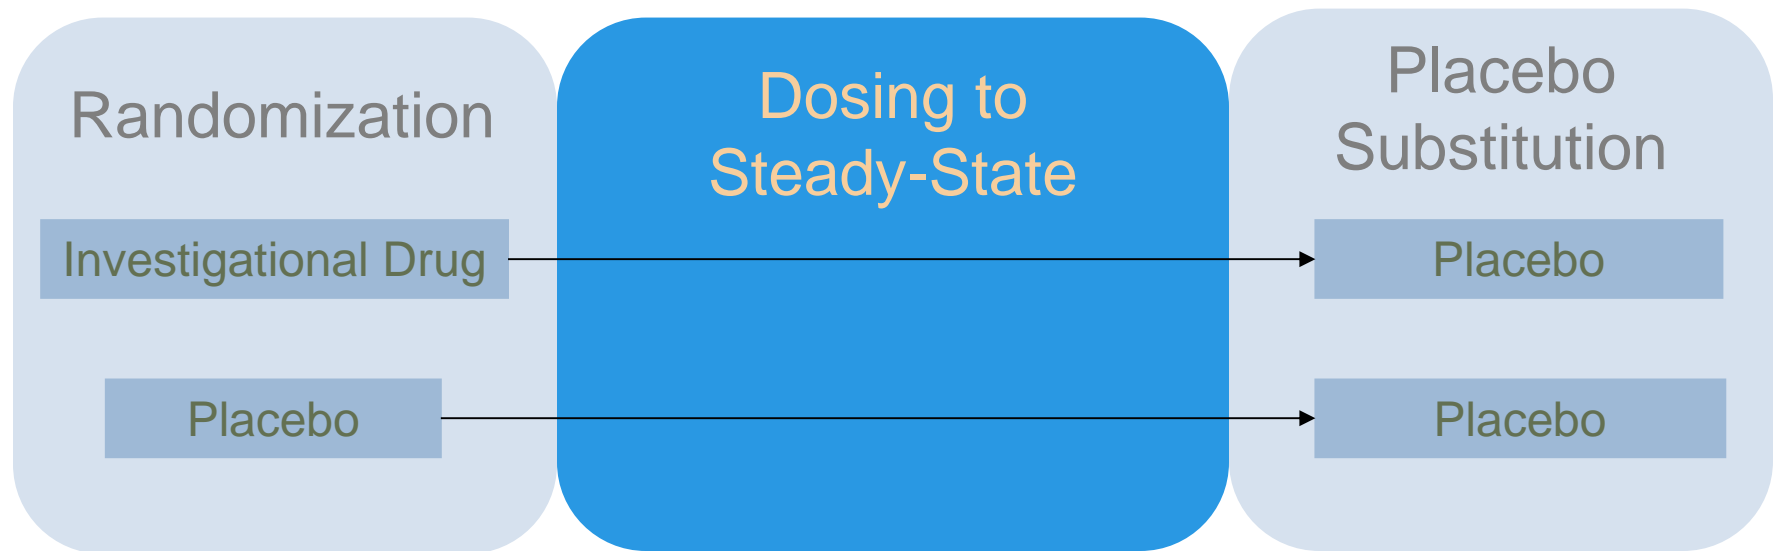 Randomization
Investigational Drug
Placebo
Dosing to
Steady-State
Placebo
Substitution
Placebo
Placebo